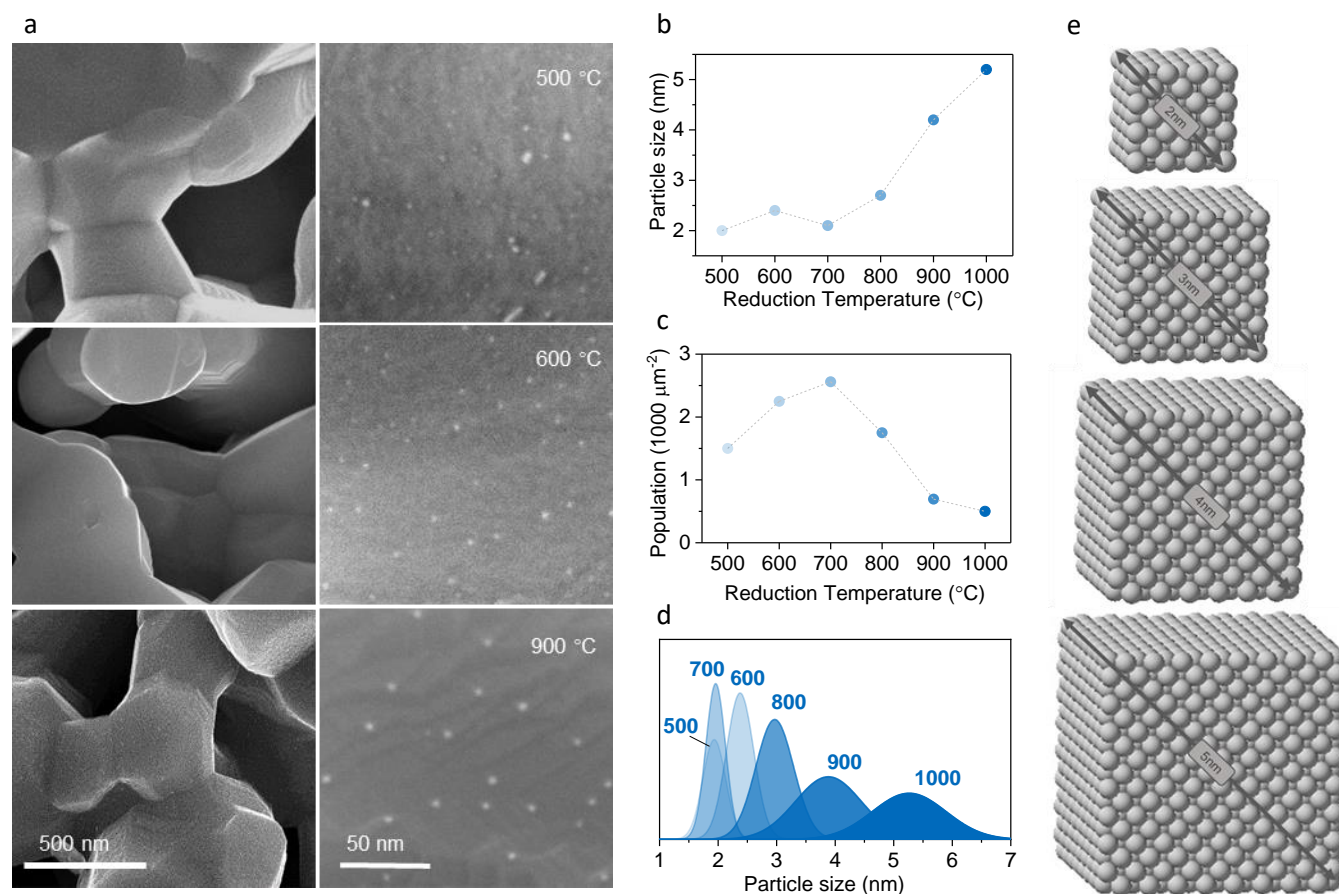 a
500 °C
600 °C
900 °C
500 nm
50 nm
b
Particle size (nm)
5
4
3
2
500 600 700 800 900 1000
Reduction Temperature (°C)
c
Population (1000 μm⁻²)
3
2
1
0
500 600 700 800 900 1000
Reduction Temperature (°C)
d
700 600
800
500
900
1000
1 2 3 4 5 6 7
Particle size (nm)
e
2nm
3nm
4nm
5nm